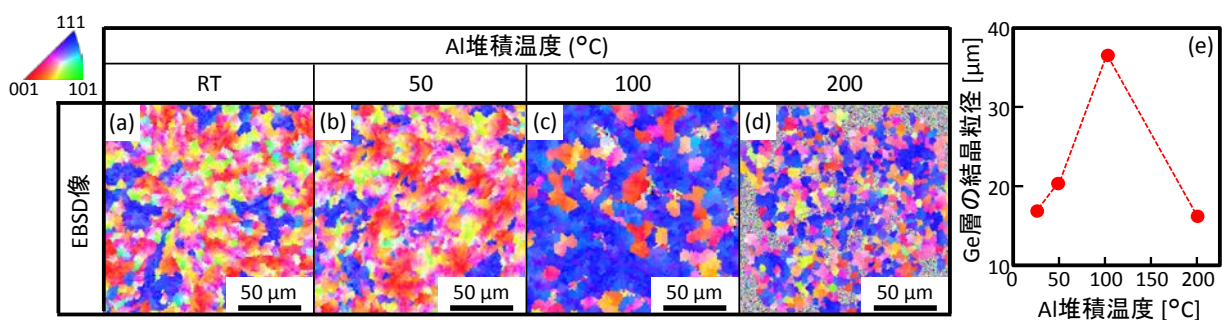 111
001 101
Al堆積温度 (°C)
RT 50 100 200
EBSD像
(a) (b) (c) (d)
50 µm 50 µm 50 µm 50 µm
(e)
Ge層の結晶粒径 [µm]
40
30
20
10
0 50 100 150 200
Al堆積温度 [°C]